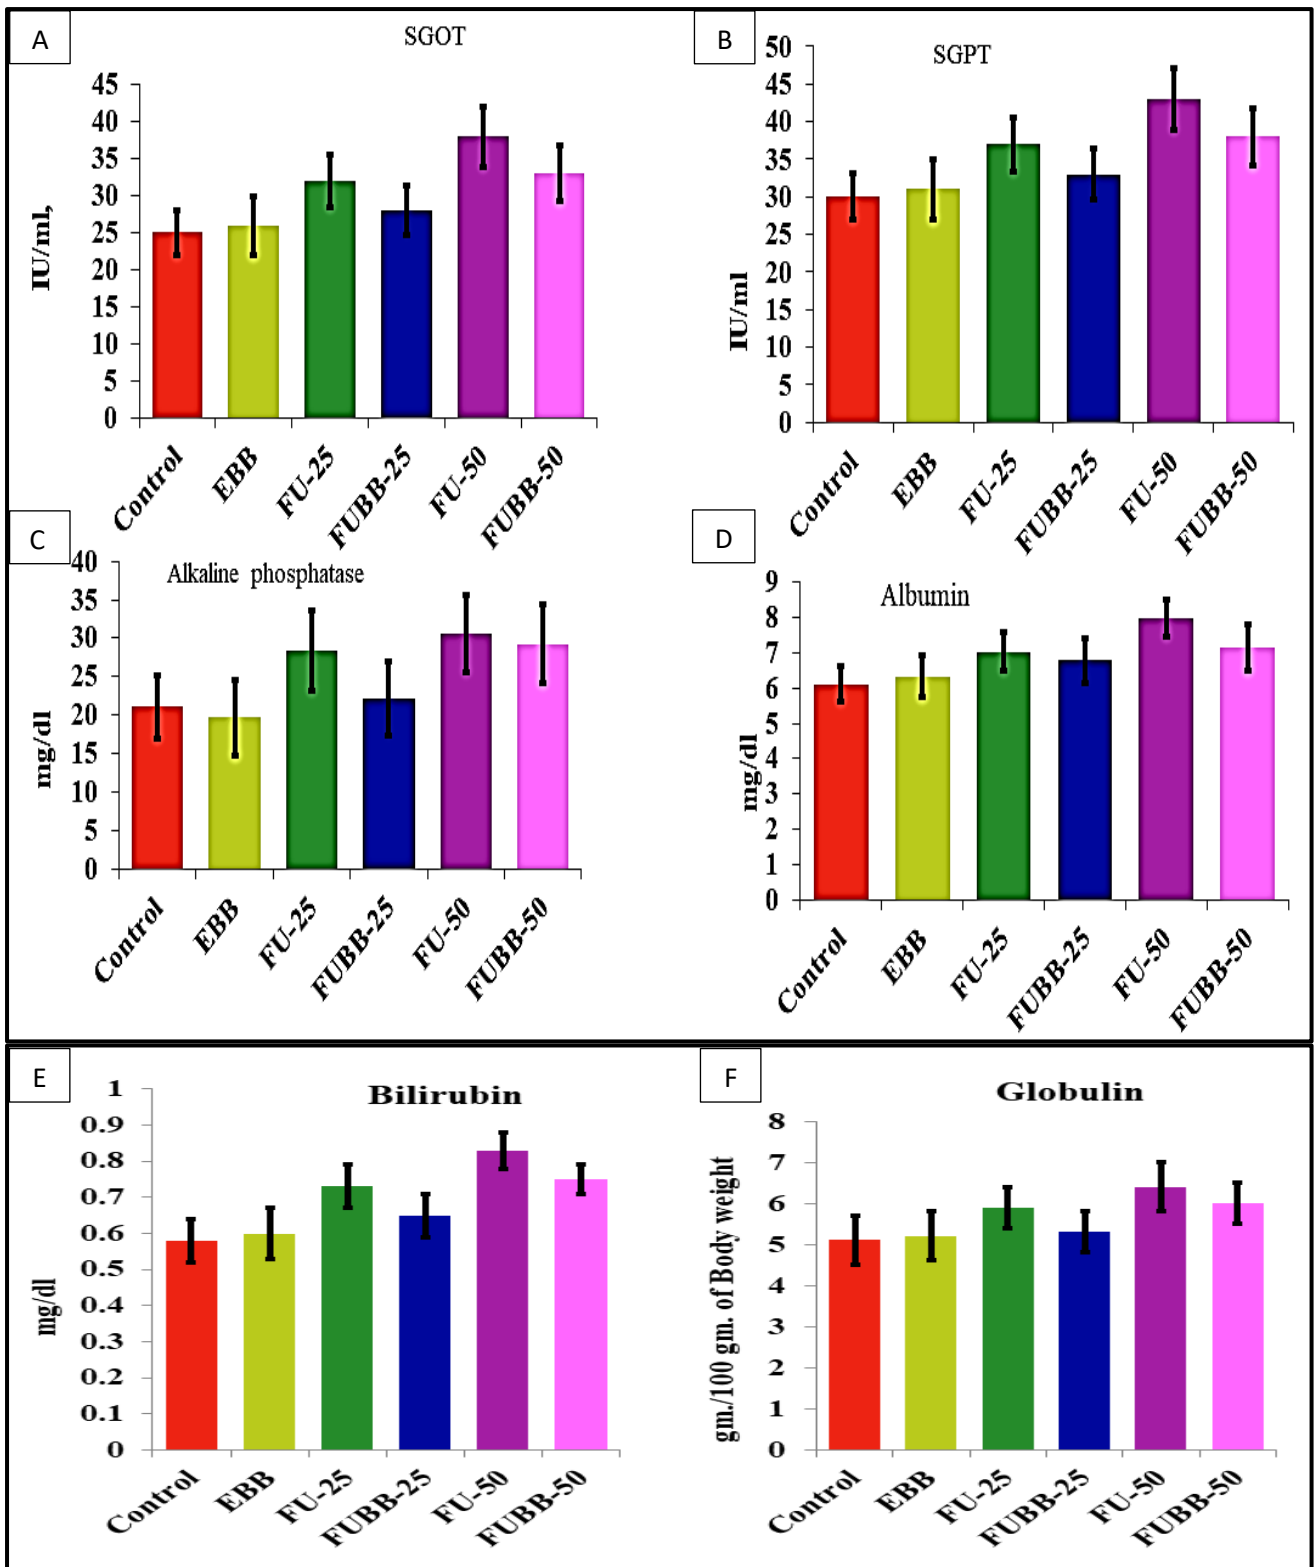 A
SGOT
45
40
35
30
25
20
15
10
5
0
IU/ml,
Control
EBB
FU-25
FUBB-25
FU-50
FUBB-50
B
SGPT
50
45
40
35
30
25
20
15
10
5
0
IU/ml
Control
EBB
FU-25
FUBB-25
FU-50
FUBB-50
C
Alkaline phosphatase
40
35
30
25
20
15
10
5
0
mg/dl
Control
EBB
FU-25
FUBB-25
FU-50
FUBB-50
D
Albumin
9
8
7
6
5
4
3
2
1
0
mg/dl
Control
EBB
FU-25
FUBB-25
FU-50
FUBB-50
E
Bilirubin
1
0.9
0.8
0.7
0.6
0.5
0.4
0.3
0.2
0.1
0
mg/dl
Control
EBB
FU-25
FUBB-25
FU-50
FUBB-50
F
Globulin
8
7
6
5
4
3
2
1
0
gm./100 gm. of Body weight
Control
EBB
FU-25
FUBB-25
FU-50
FUBB-50